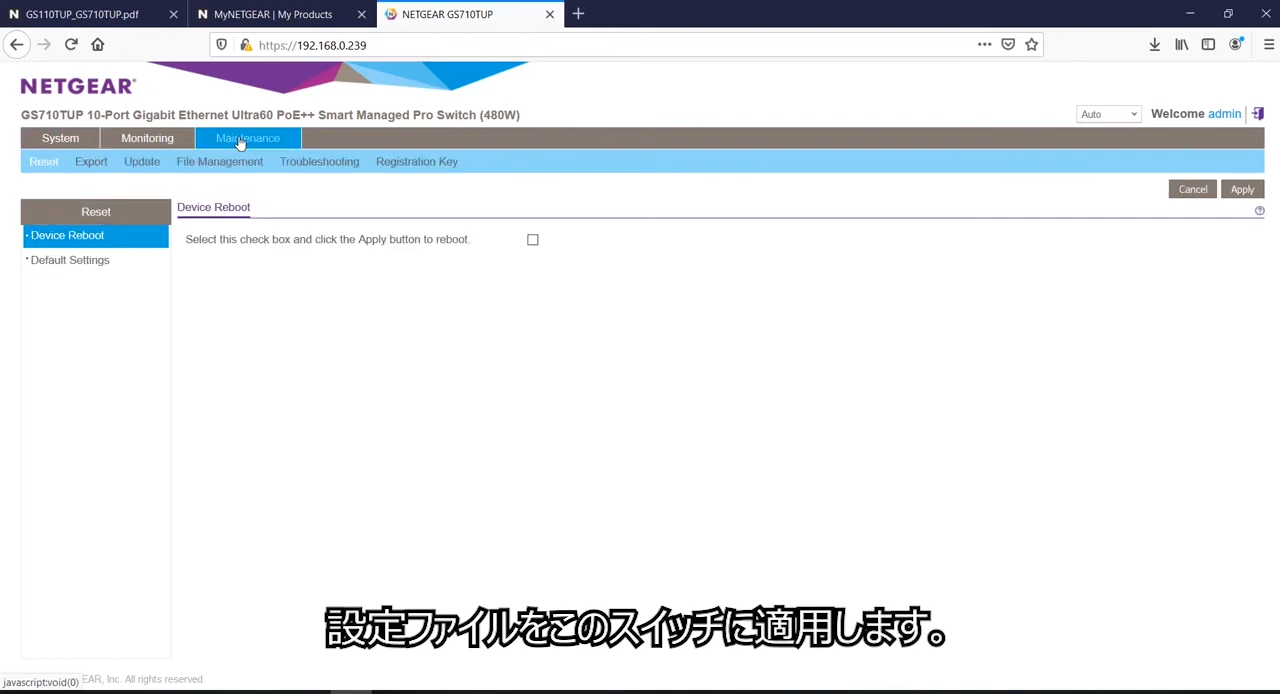 GS110TUP_GS710TUP.pdf
MyNETGEAR | My Products
NETGEAR GS710TUP
https://192.168.0.239
NETGEAR®
GS710TUP 10-Port Gigabit Ethernet Ultra60 PoE++ Smart Managed Pro Switch (480W)
Auto
Welcome admin
System
Monitoring
Maintenance
Reset
Export
Update
File Management
Troubleshooting
Registration Key
Cancel
Apply
Reset
Device Reboot
Default Settings
Device Reboot
Select this check box and click the Apply button to reboot.
設定ファイルをこのスイッチに適用します。
javascript:void(0)
EAR, Inc. All rights reserved.